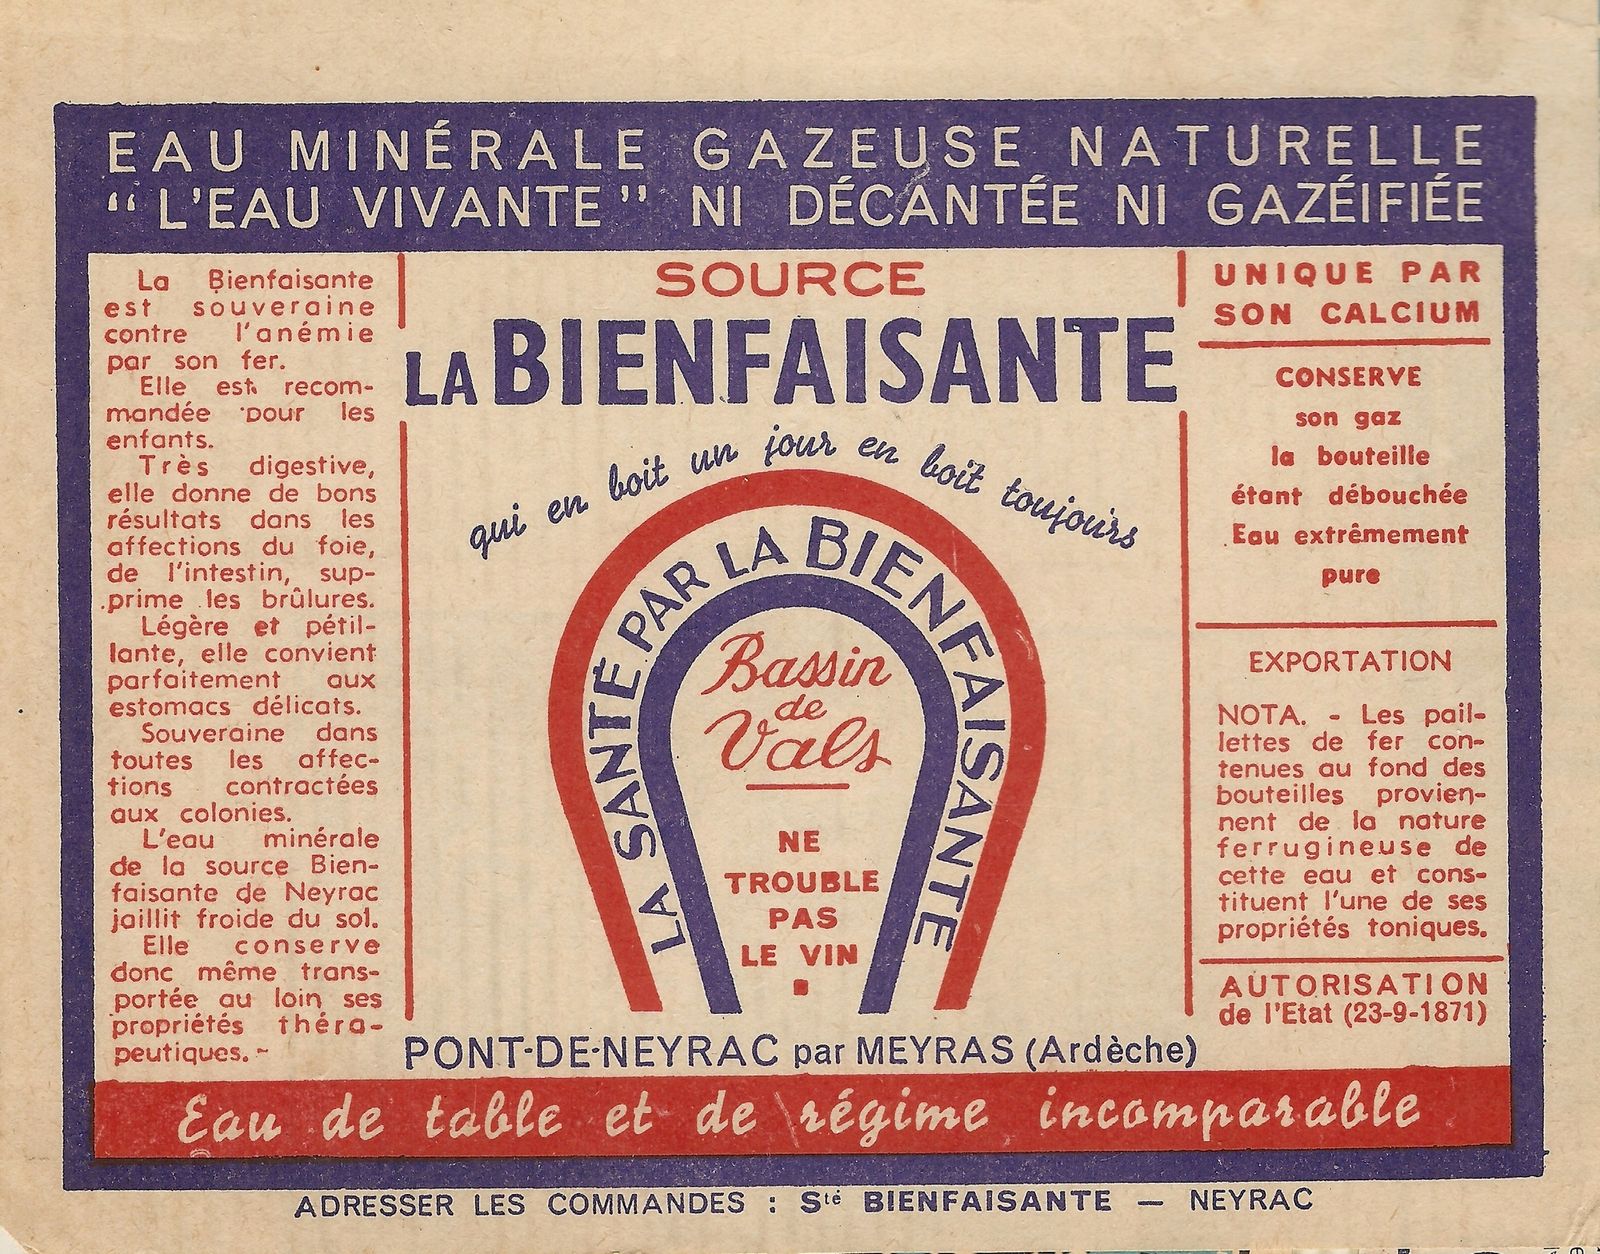 EAU MINÉRALE GAZEUSE NATURELLE
“L'EAU VIVANTE” NI DÉCANTÉE NI GAZÉIFIÉE
La Bienfaisante
est souveraine
contre l'anémie
par son fer.
Elle est recom-
mandée pour les
enfants.
Très digestive,
elle donne de bons
résultats dans les
affections du foie,
de l'intestin, sup-
prime les brûlures.
Légère et pétil-
lante, elle convient
parfaitement aux
estomacs délicats.
Souveraine dans
toutes les affec-
tions contractées
aux colonies.
L'eau minérale
de la source Bien-
faisante de Neyrac
jaillit froide du sol.
Elle conserve
donc même trans-
portée au loin ses
propriétés théra-
peutiques. -
SOURCE
LA BIENFAISANTE
qui en boit un jour en boit toujours
LA SANTÉ PAR LA BIENFAISANTE
Bassin
de
Vals
NE
TROUBLE
PAS
LE VIN
PONT-DE-NEYRAC par MEYRAS (Ardèche)
UNIQUE PAR
SON CALCIUM
CONSERVE
son gaz
la bouteille
étant débouchée
Eau extrêmement
pure
EXPORTATION
NOTA. - Les pail-
lettes de fer con-
tenues au fond des
bouteilles provien-
nent de la nature
ferrugineuse de
cette eau et cons-
tituent l'une de ses
propriétés toniques.
AUTORISATION
de l'Etat (23-9-1871)
Eau de table et de régime incomparable
ADRESSER LES COMMANDES : Sté BIENFAISANTE — NEYRAC